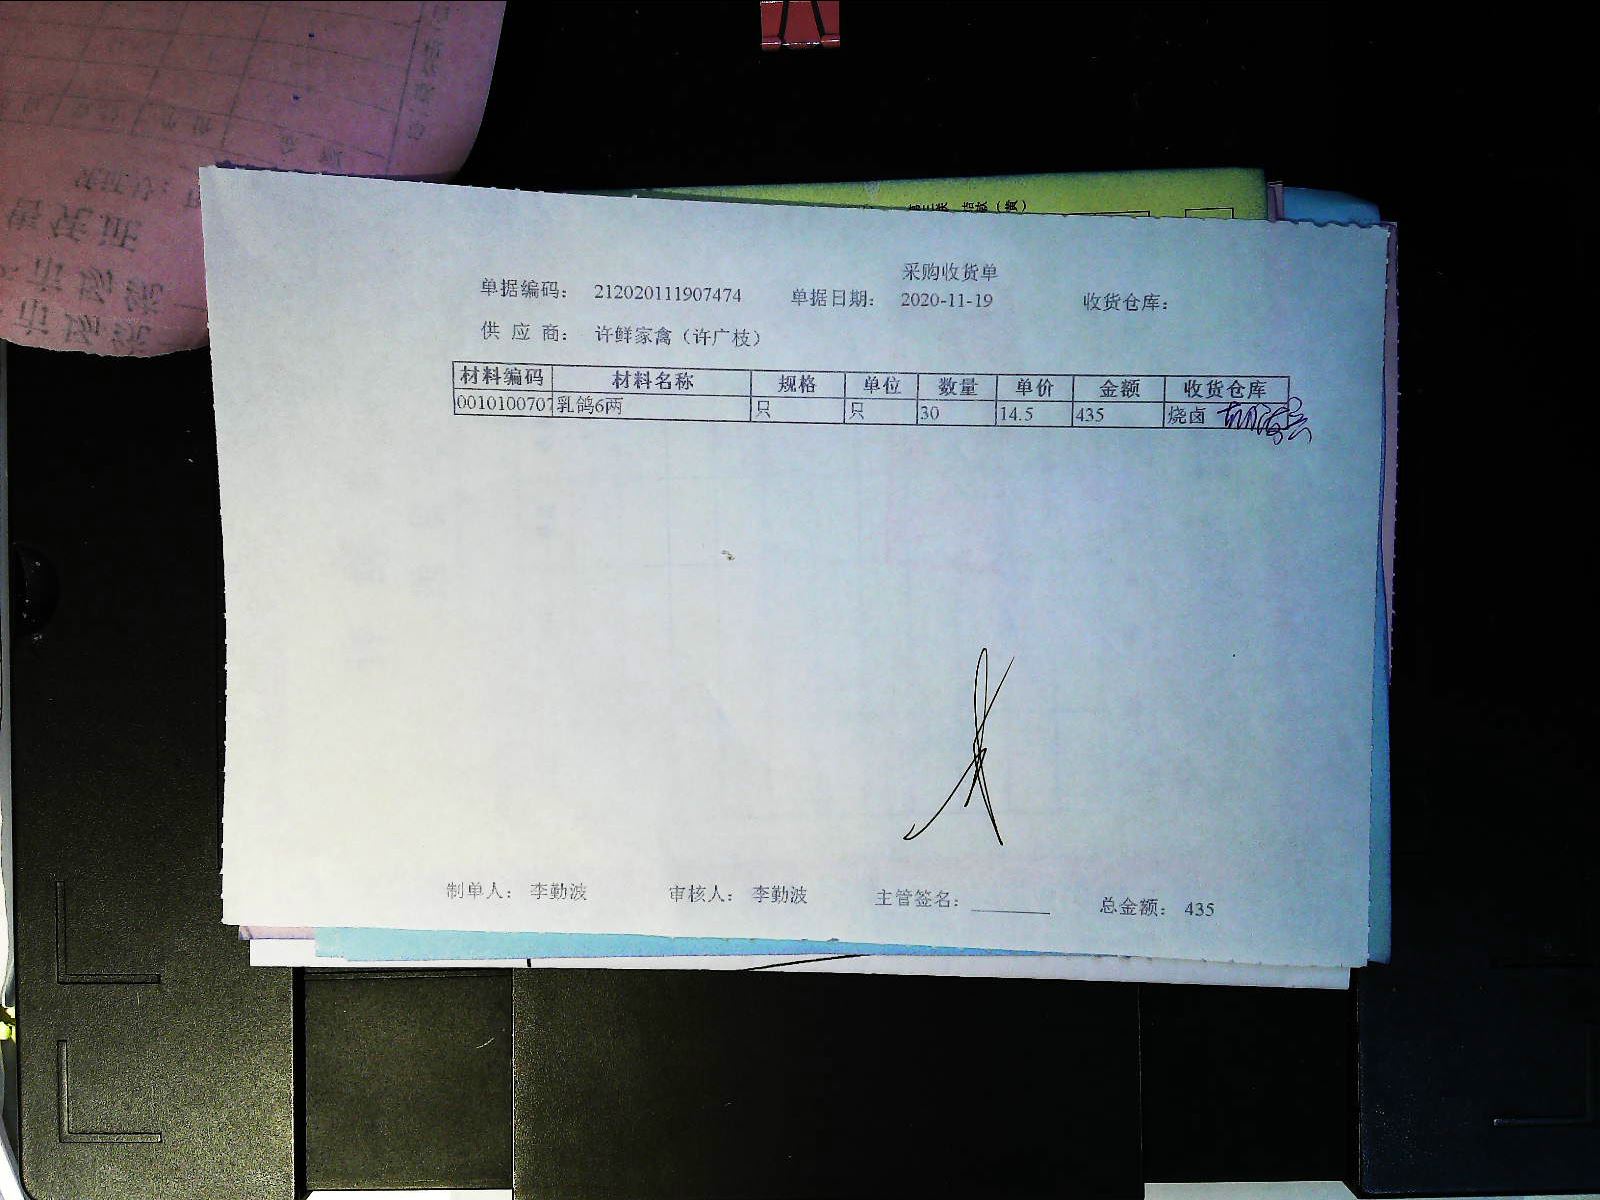 采购收货单
单据编码： 212020111907474 单据日期： 2020-11-19 收货仓库：
供 应 商： 许鲜家禽（许广枝）
材料编码 材料名称 规格 单位 数量 单价 金额 收货仓库
0010100707 乳鸽6两 只 只 30 14.5 435 烧卤
制单人： 李勤波 审核人： 李勤波 主管签名： 总金额： 435